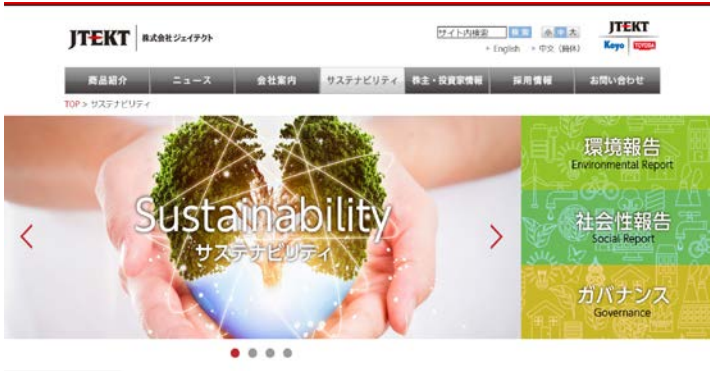 JTEKT 株式会社ジェイテクト
サイト内検索 検索 小 中 大
English 中文（簡体）
JTEKT
Koyo TOYODA
商品紹介 ニュース 会社案内 サステナビリティ 株主・投資家情報 採用情報 お問い合わせ
TOP > サステナビリティ
Sustainability
サステナビリティ
環境報告
Environmental Report
社会性報告
Social Report
ガバナンス
Governance